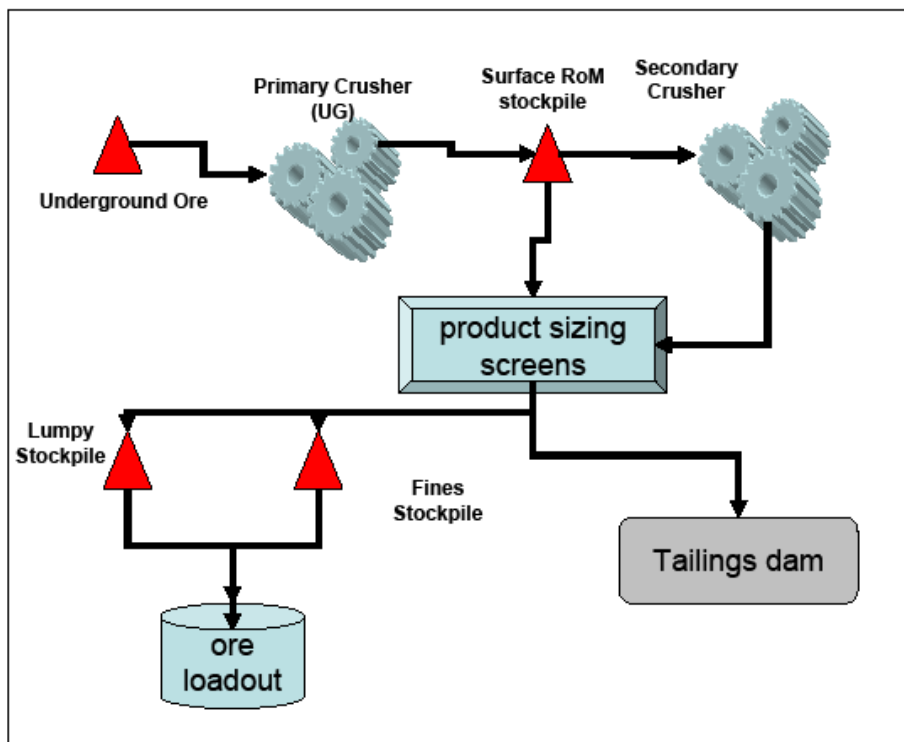 Primary Crusher
(UG)
Surface RoM
stockpile
Secondary
Crusher
Underground Ore
product sizing
screens
Lumpy
Stockpile
Fines
Stockpile
Tailings dam
ore
loadout